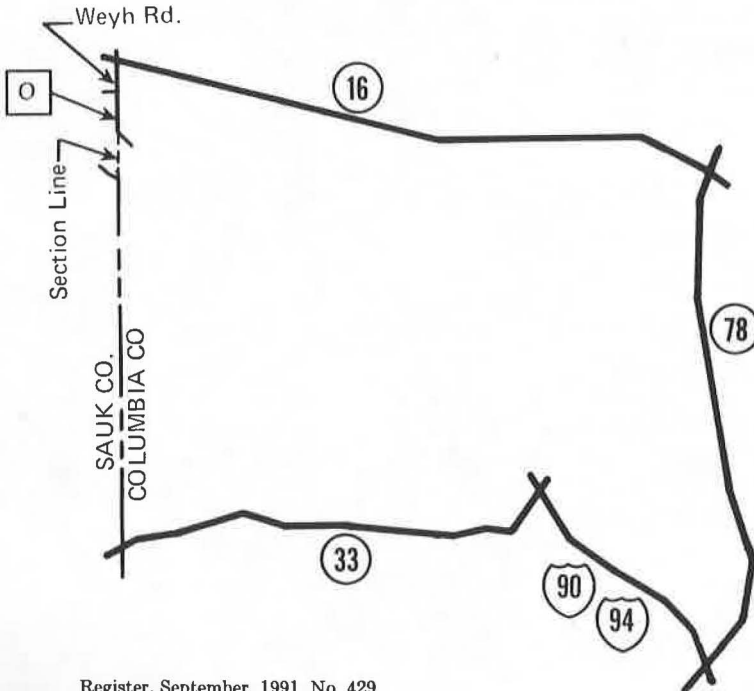 Weyh Rd.
O
16
Section Line
78
SAUK CO.
COLUMBIA CO
33
90
94
Register, September, 1991, No. 429